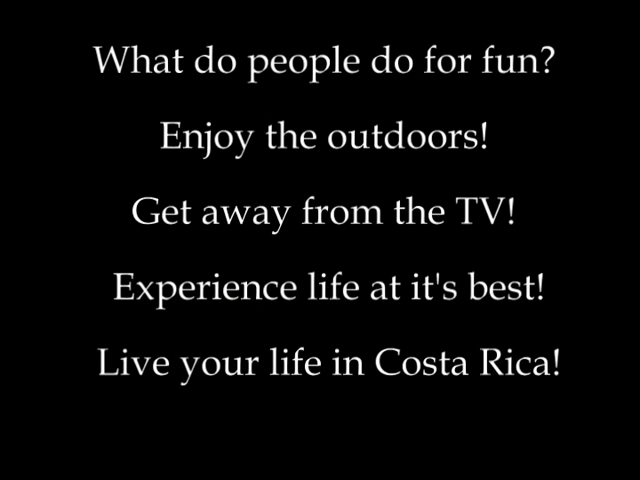 What do people do for fun?
Enjoy the outdoors!
Get away from the TV!
Experience life at it's best!
Live your life in Costa Rica!